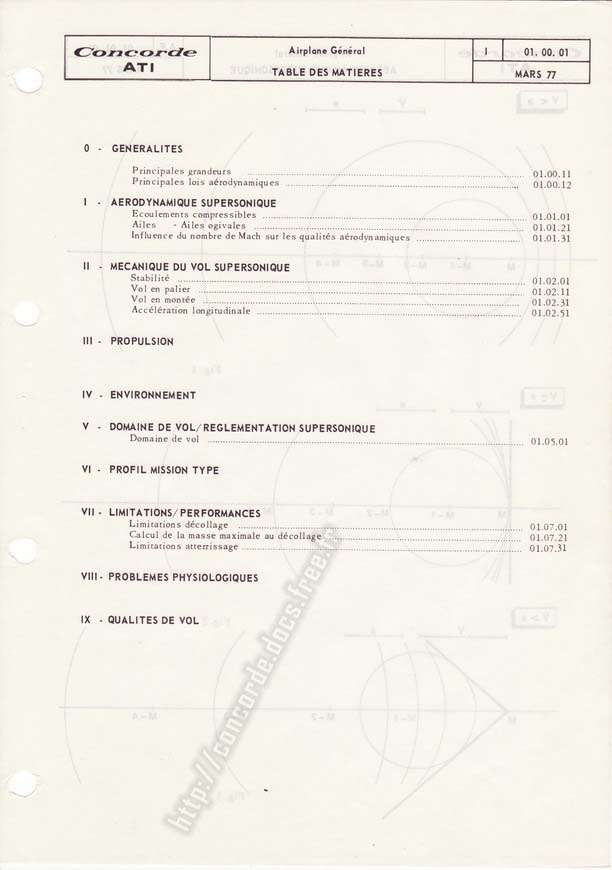 Concorde
ATI
Airplane Général
TABLE DES MATIERES
I
01. 00. 01
MARS 77
0 - GENERALITES
Principales grandeurs 01.00.11
Principales lois aérodynamiques 01.00.12
I - AERODYNAMIQUE SUPERSONIQUE
Ecoulements compressibles 01.01.01
Ailes - Ailes ogivales 01.01.21
Influence du nombre de Mach sur les qualités aérodynamiques 01.01.31
II - MECANIQUE DU VOL SUPERSONIQUE
Stabilité 01.02.01
Vol en palier 01.02.11
Vol en montée 01.02.31
Accélération longitudinale 01.02.51
III - PROPULSION
IV - ENVIRONNEMENT
V - DOMAINE DE VOL/REGLEMENTATION SUPERSONIQUE
Domaine de vol 01.05.01
VI - PROFIL MISSION TYPE
VII - LIMITATIONS/PERFORMANCES
Limitations décollage 01.07.01
Calcul de la masse maximale au décollage 01.07.21
Limitations atterrissage 01.07.31
VIII - PROBLEMES PHYSIOLOGIQUES
IX - QUALITES DE VOL
http://concorde.docs.free.fr